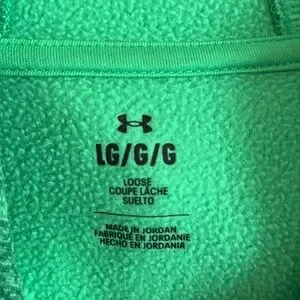 LG/G/G
LOOSE
COUPE LÂCHE
SUELTO
MADE IN JORDAN
FABRIQUÉ EN JORDANIE
HECHO EN JORDANIA